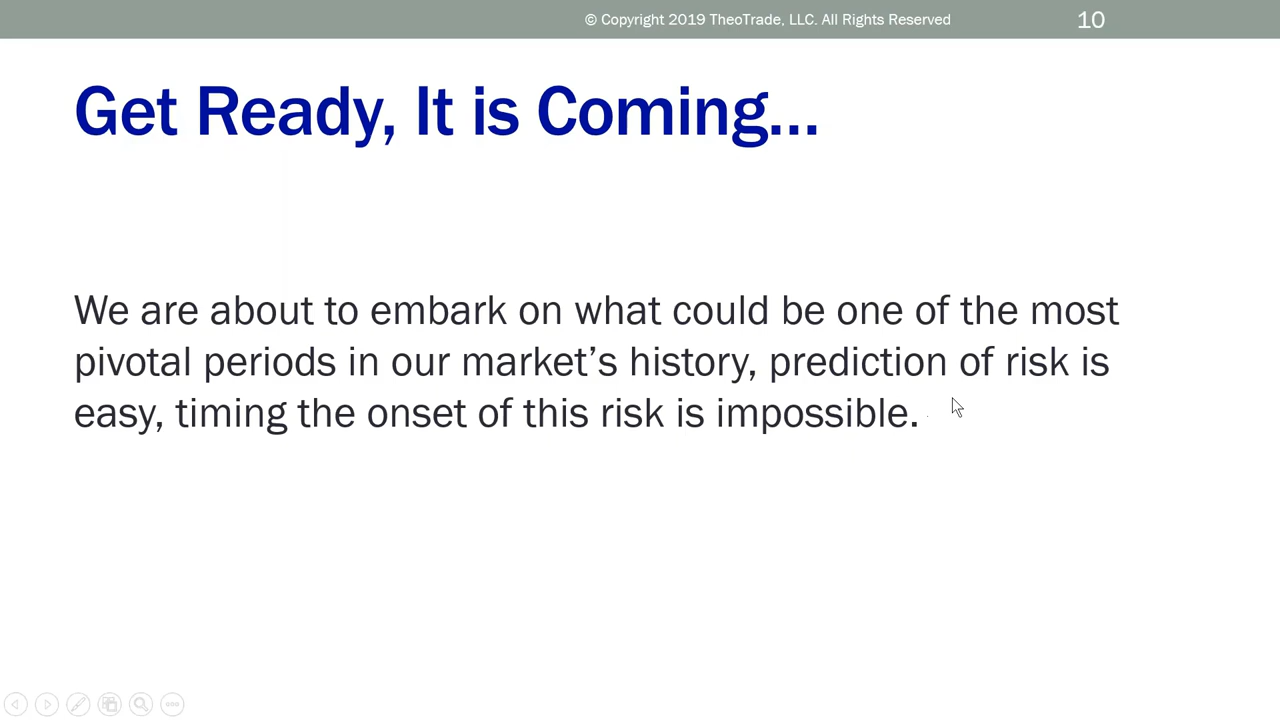 © Copyright 2019 TheoTrade, LLC. All Rights Reserved
10
Get Ready, It is Coming...
We are about to embark on what could be one of the most
pivotal periods in our market’s history, prediction of risk is
easy, timing the onset of this risk is impossible.